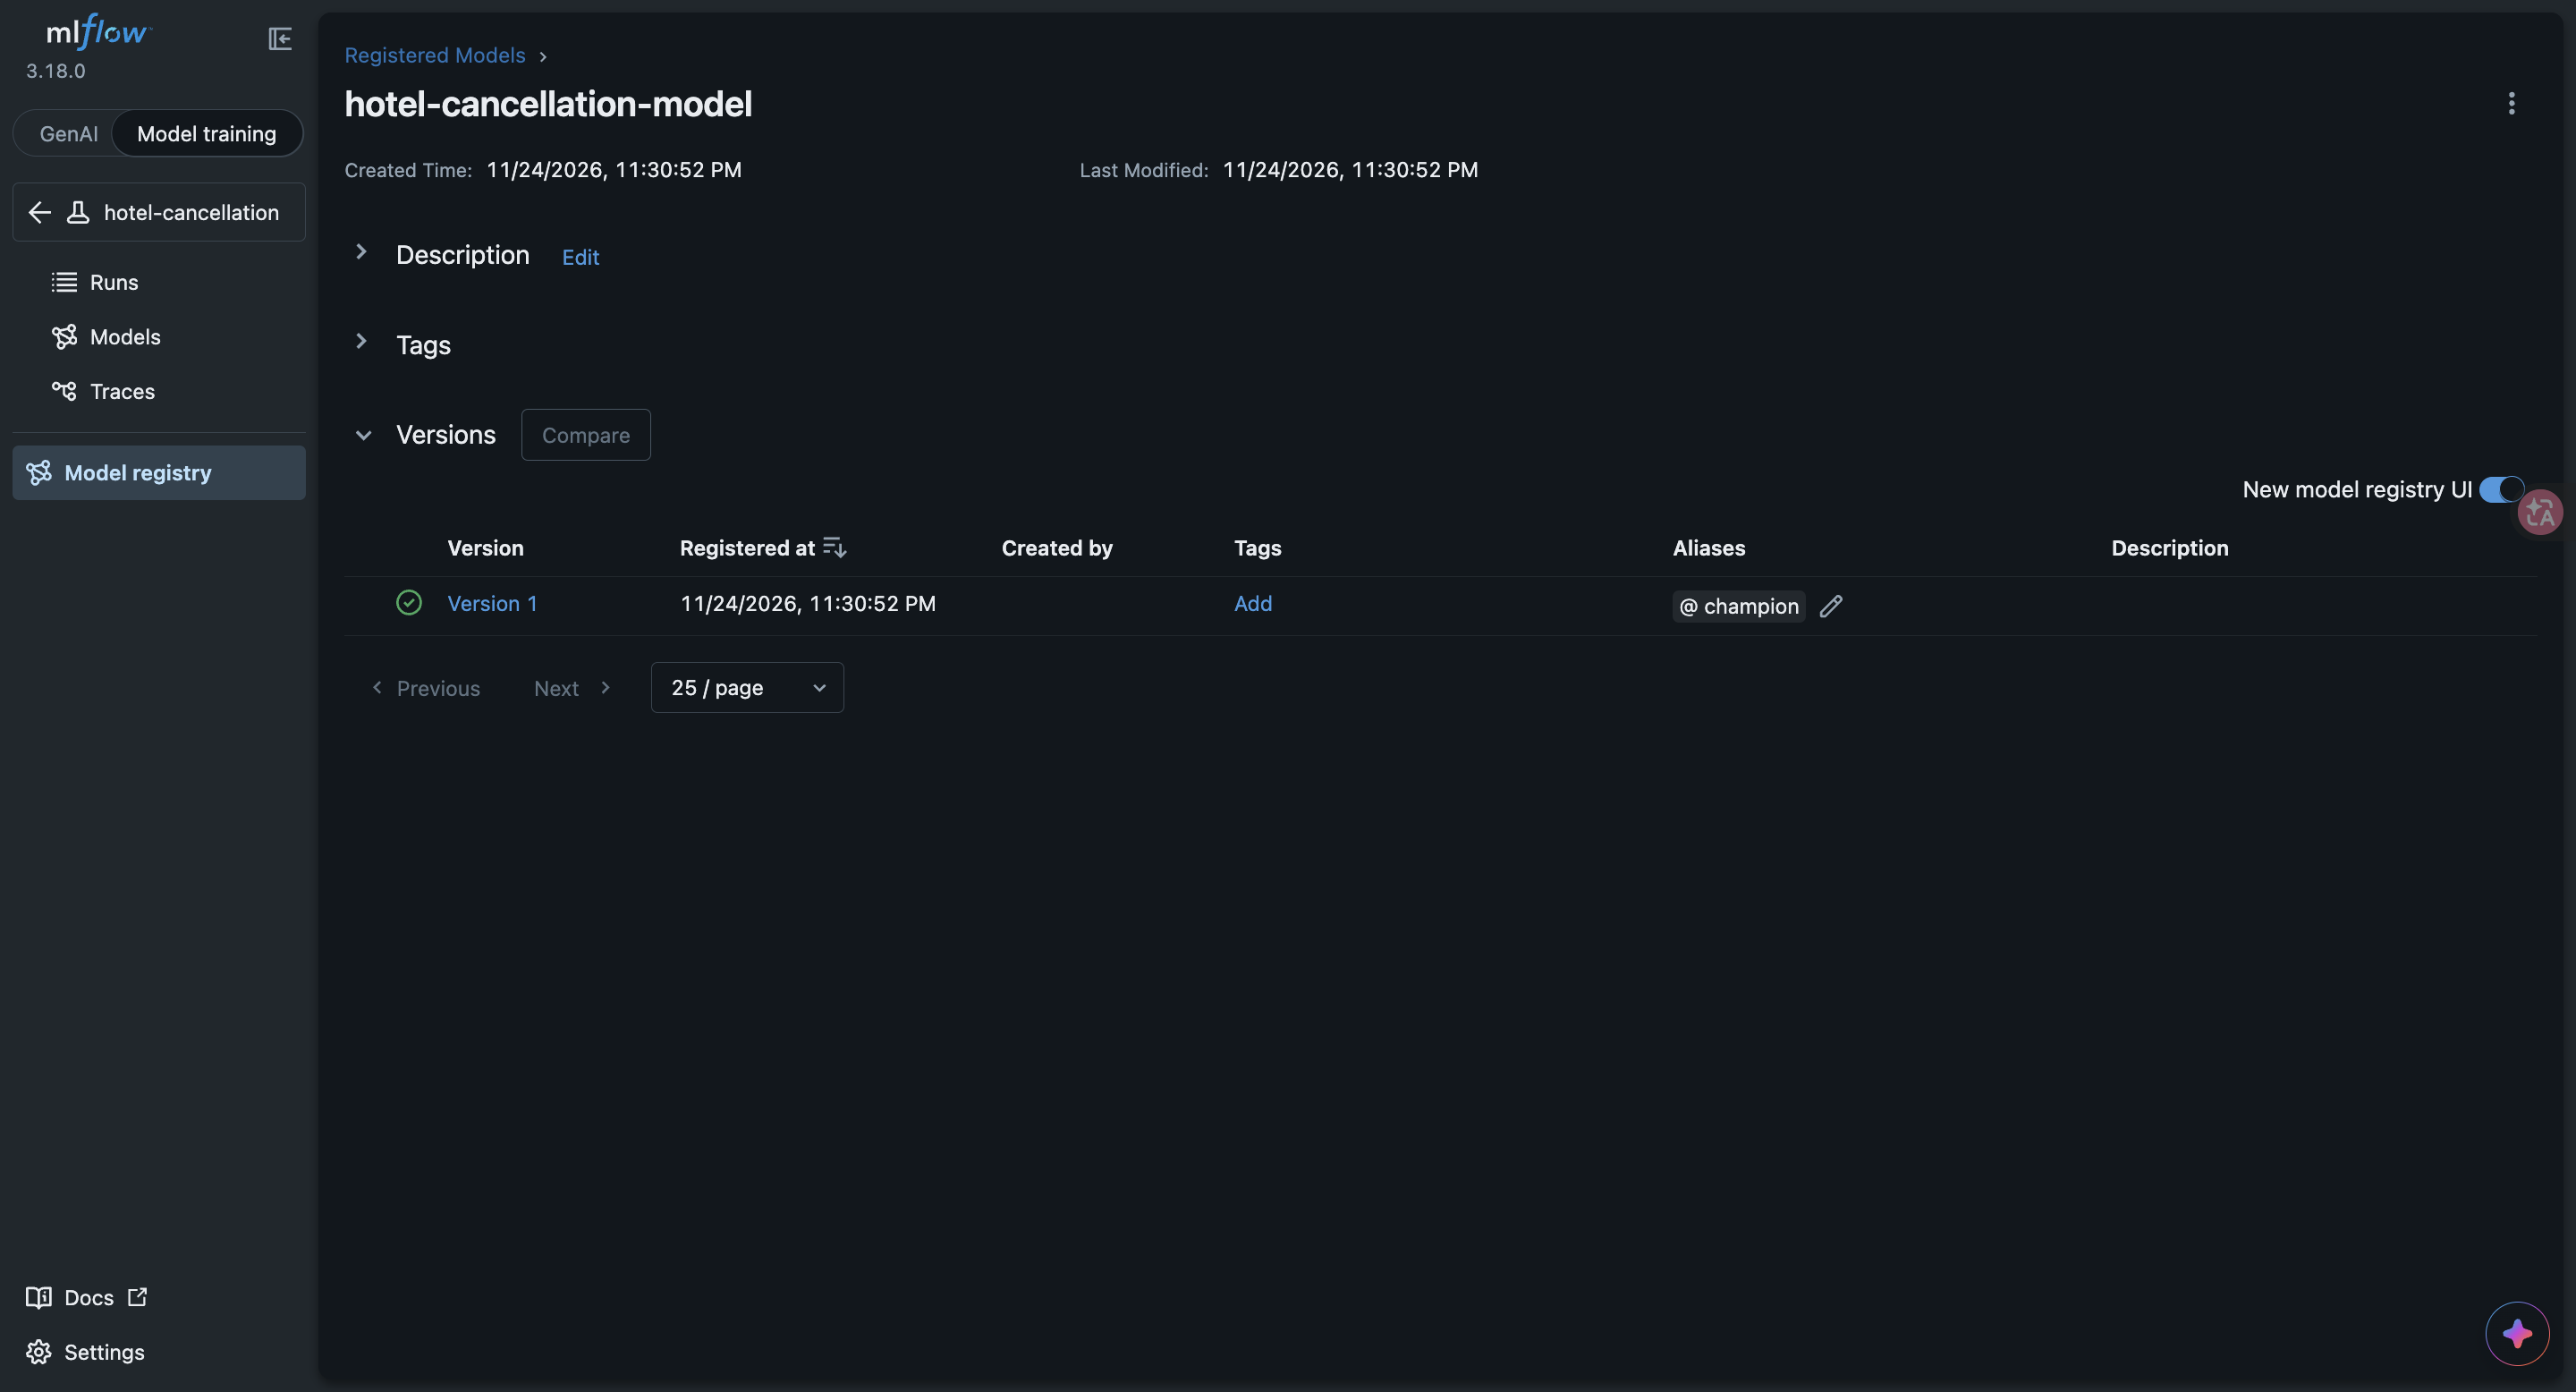 mlflow
3.18.0
GenAI
Model training
hotel-cancellation
Runs
Models
Traces
Model registry
Docs
Settings
Registered Models
hotel-cancellation-model
Created Time: 11/24/2026, 11:30:52 PM
Last Modified: 11/24/2026, 11:30:52 PM
Description Edit
Tags
Versions Compare
New model registry UI
Version Registered at Created by Tags Aliases Description
Version 1 11/24/2026, 11:30:52 PM Add @ champion
Previous Next 25 / page